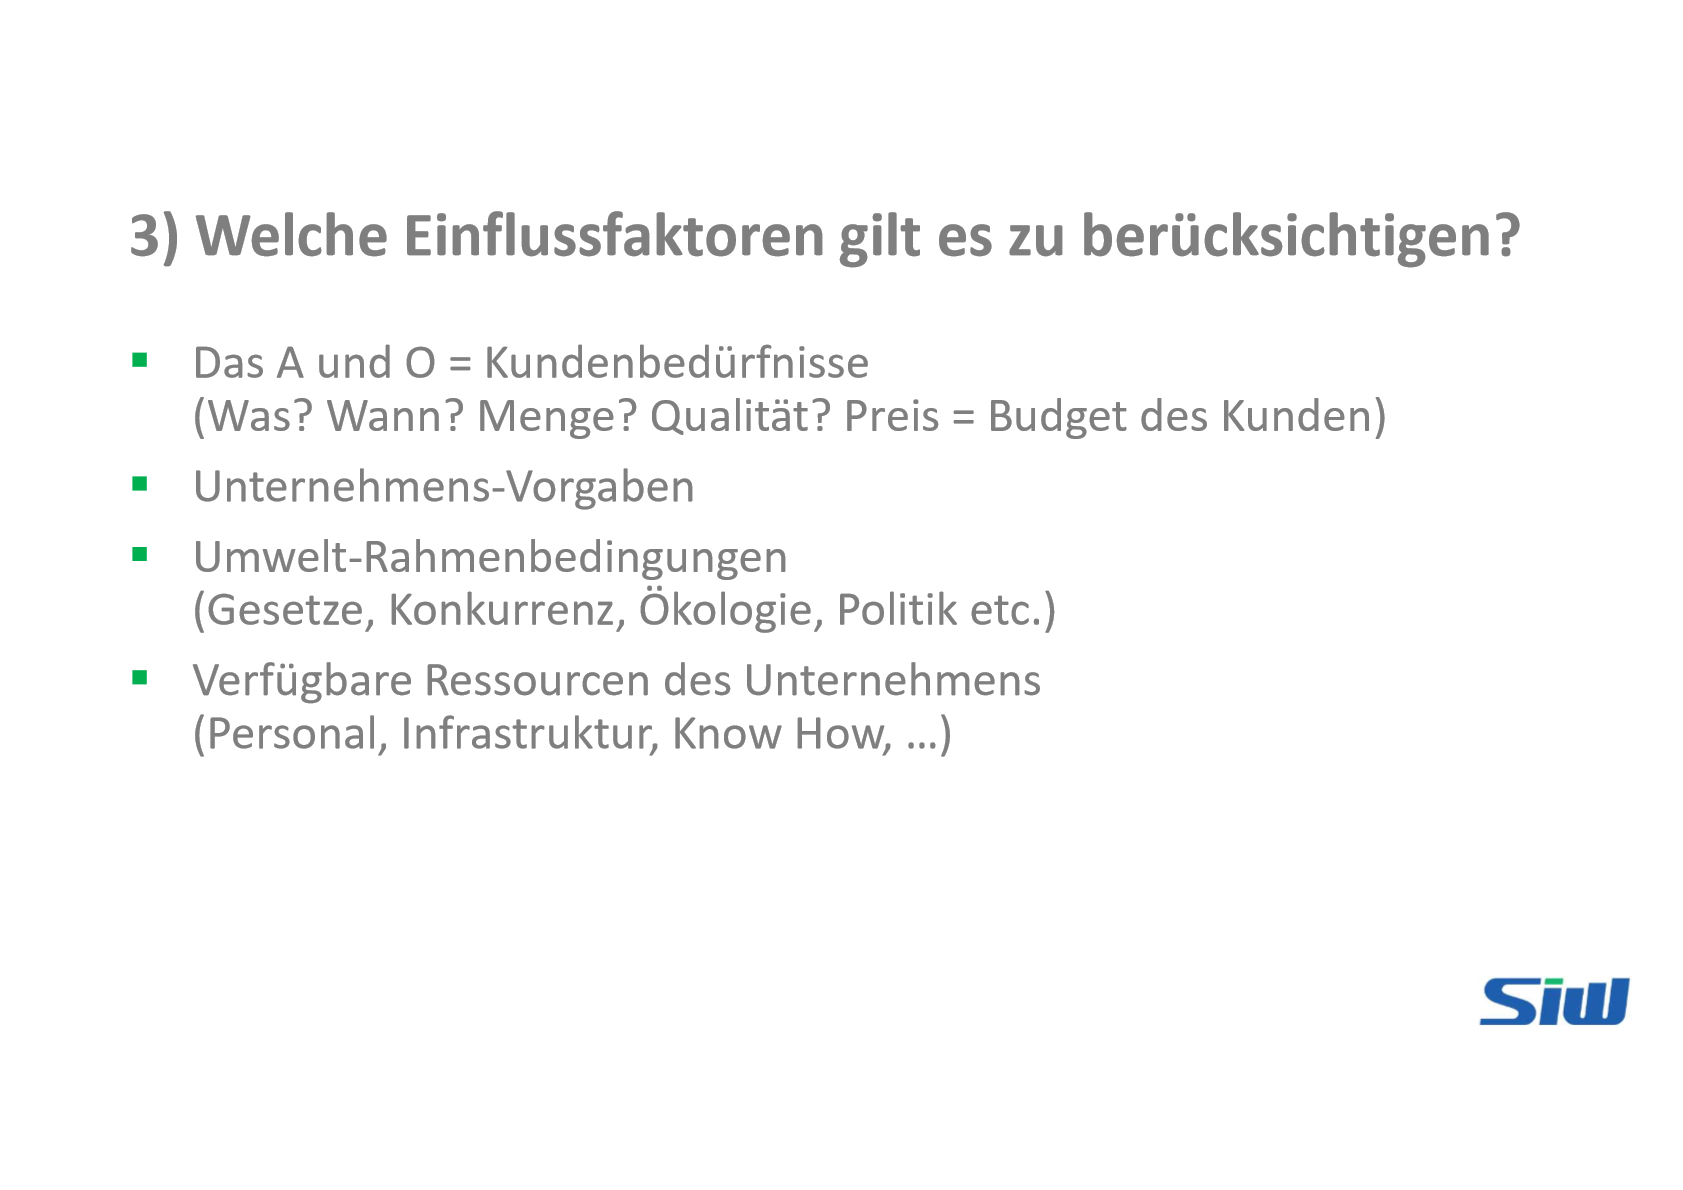 3) Welche Einflussfaktoren gilt es zu berücksichtigen?
Das A und O = Kundenbedürfnisse
(Was? Wann? Menge? Qualität? Preis = Budget des Kunden)
Unternehmens-Vorgaben
Umwelt-Rahmenbedingungen
(Gesetze, Konkurrenz, Ökologie, Politik etc.)
Verfügbare Ressourcen des Unternehmens
(Personal, Infrastruktur, Know How, …)
Siw